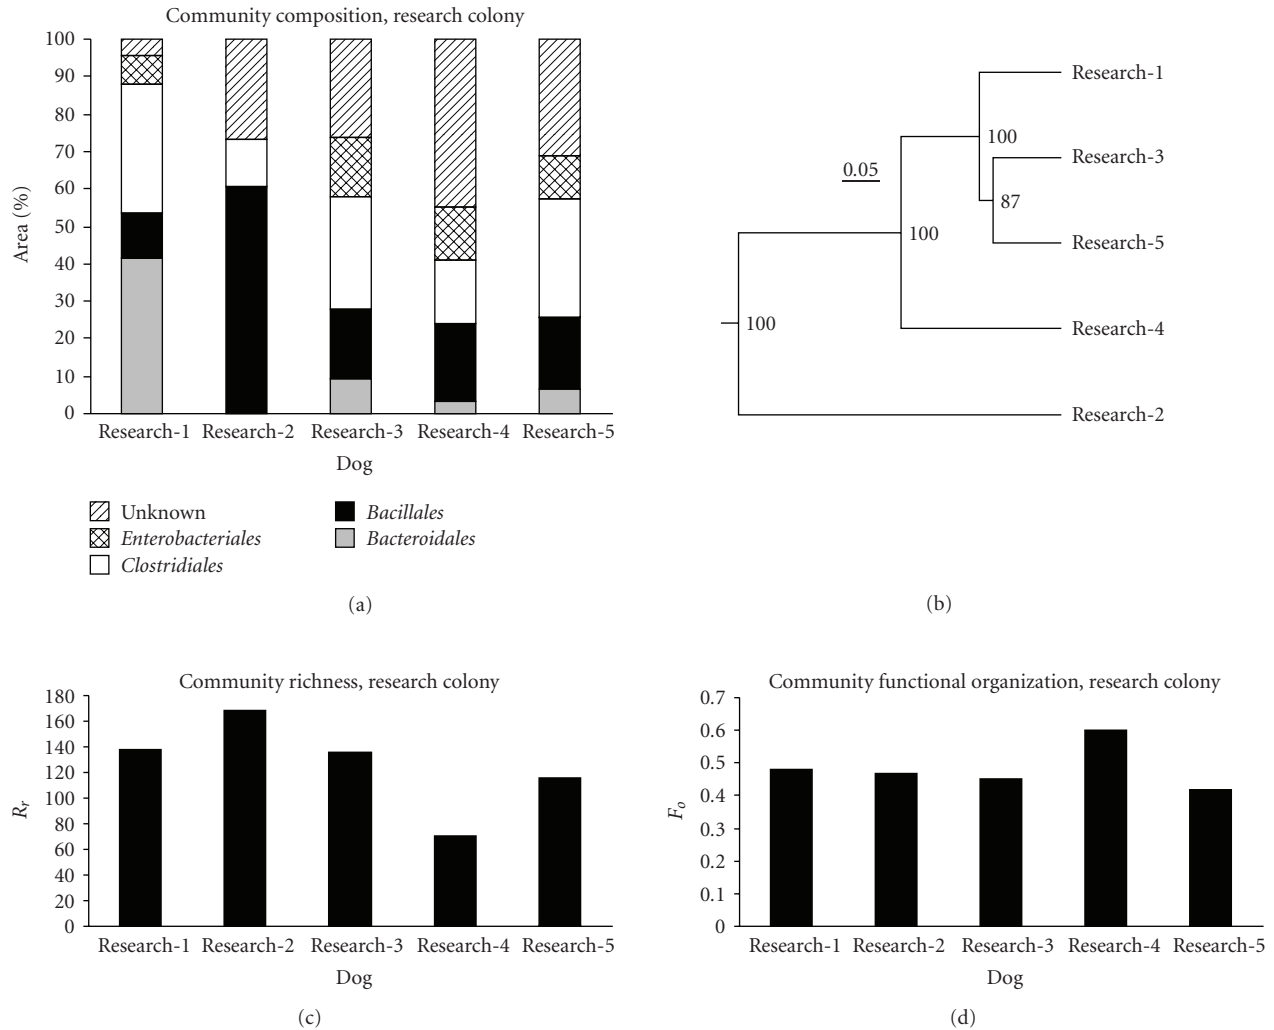 Community composition, research colony
100
90
80
70
60
50
40
30
20
10
0
Area (%)
Research-1 Research-2 Research-3 Research-4 Research-5
Dog
Unknown
Enterobacteriales
Clostridiales
Bacillales
Bacteroidales
(a)
Research-1
100
Research-3
0.05
87
Research-5
100
Research-4
100
Research-2
(b)
Community richness, research colony
180
160
140
120
100
80
60
40
20
0
Rr
Research-1 Research-2 Research-3 Research-4 Research-5
Dog
(c)
Community functional organization, research colony
0.7
0.6
0.5
0.4
0.3
0.2
0.1
0
Fo
Research-1 Research-2 Research-3 Research-4 Research-5
Dog
(d)